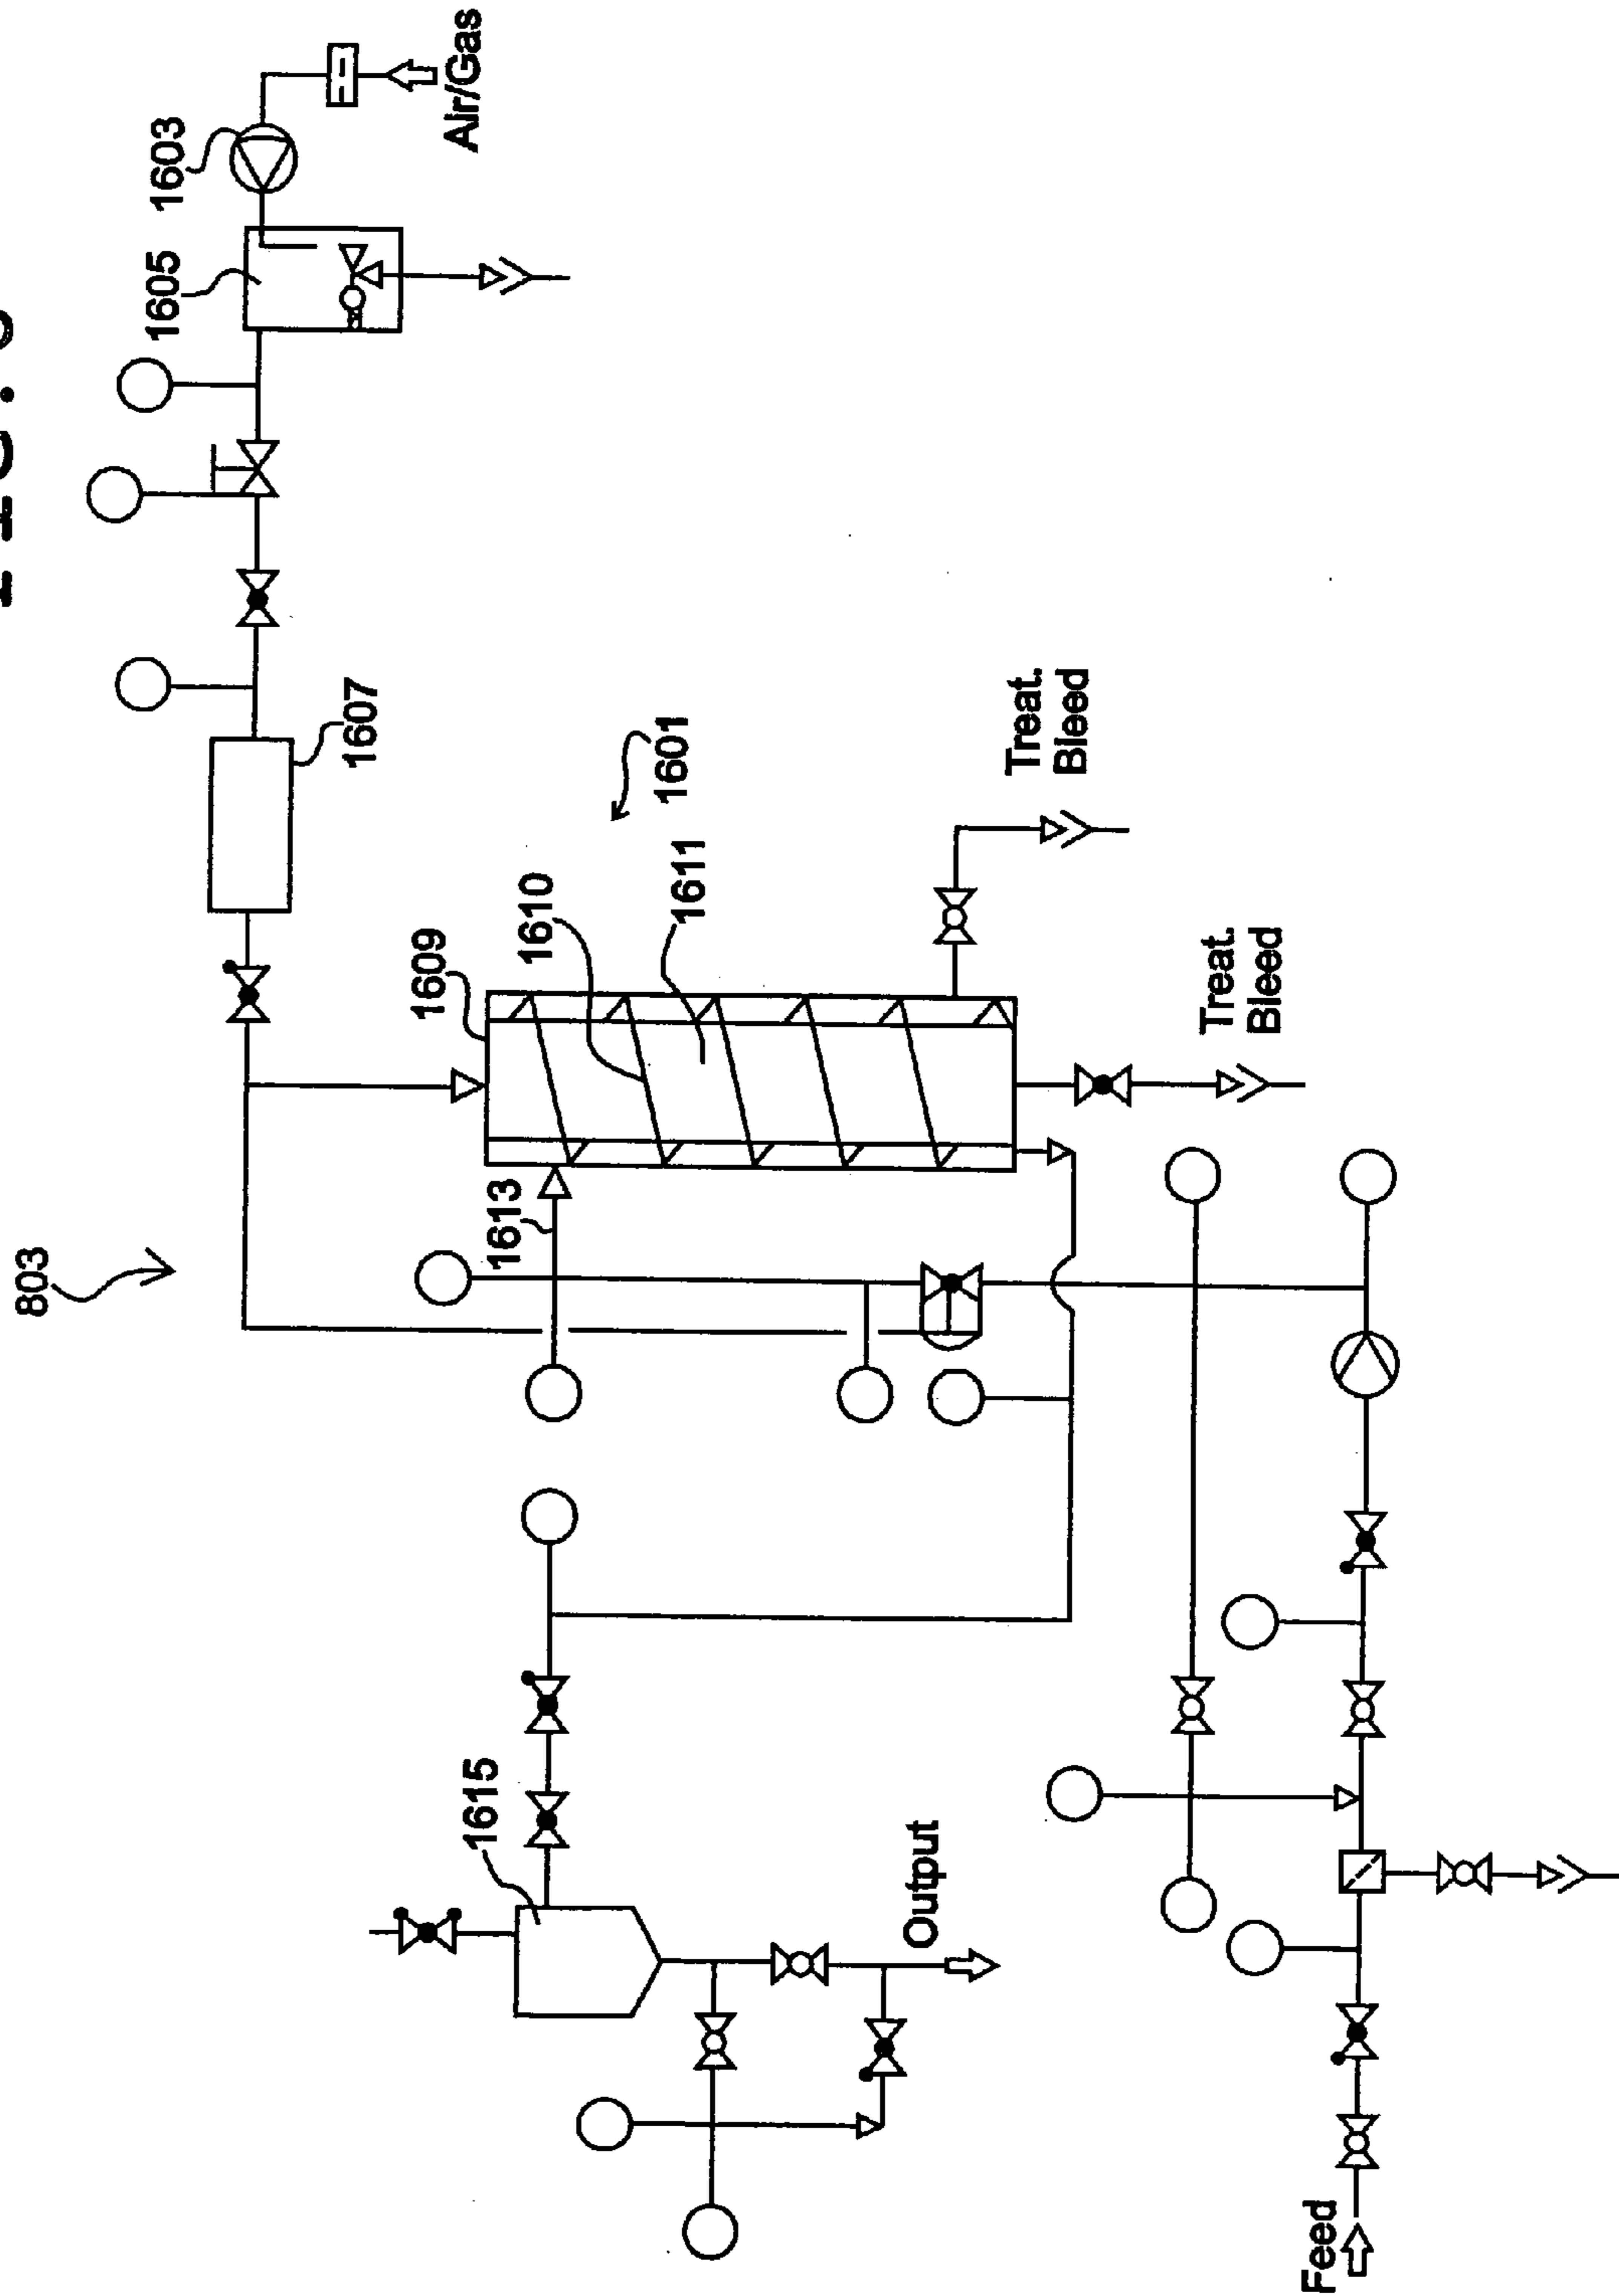 803
1603
Air/Gas
1605
1607
1601
1609
1610
1611
Treat.
Bleed
Treat.
Bleed
1613
1615
Output
Feed